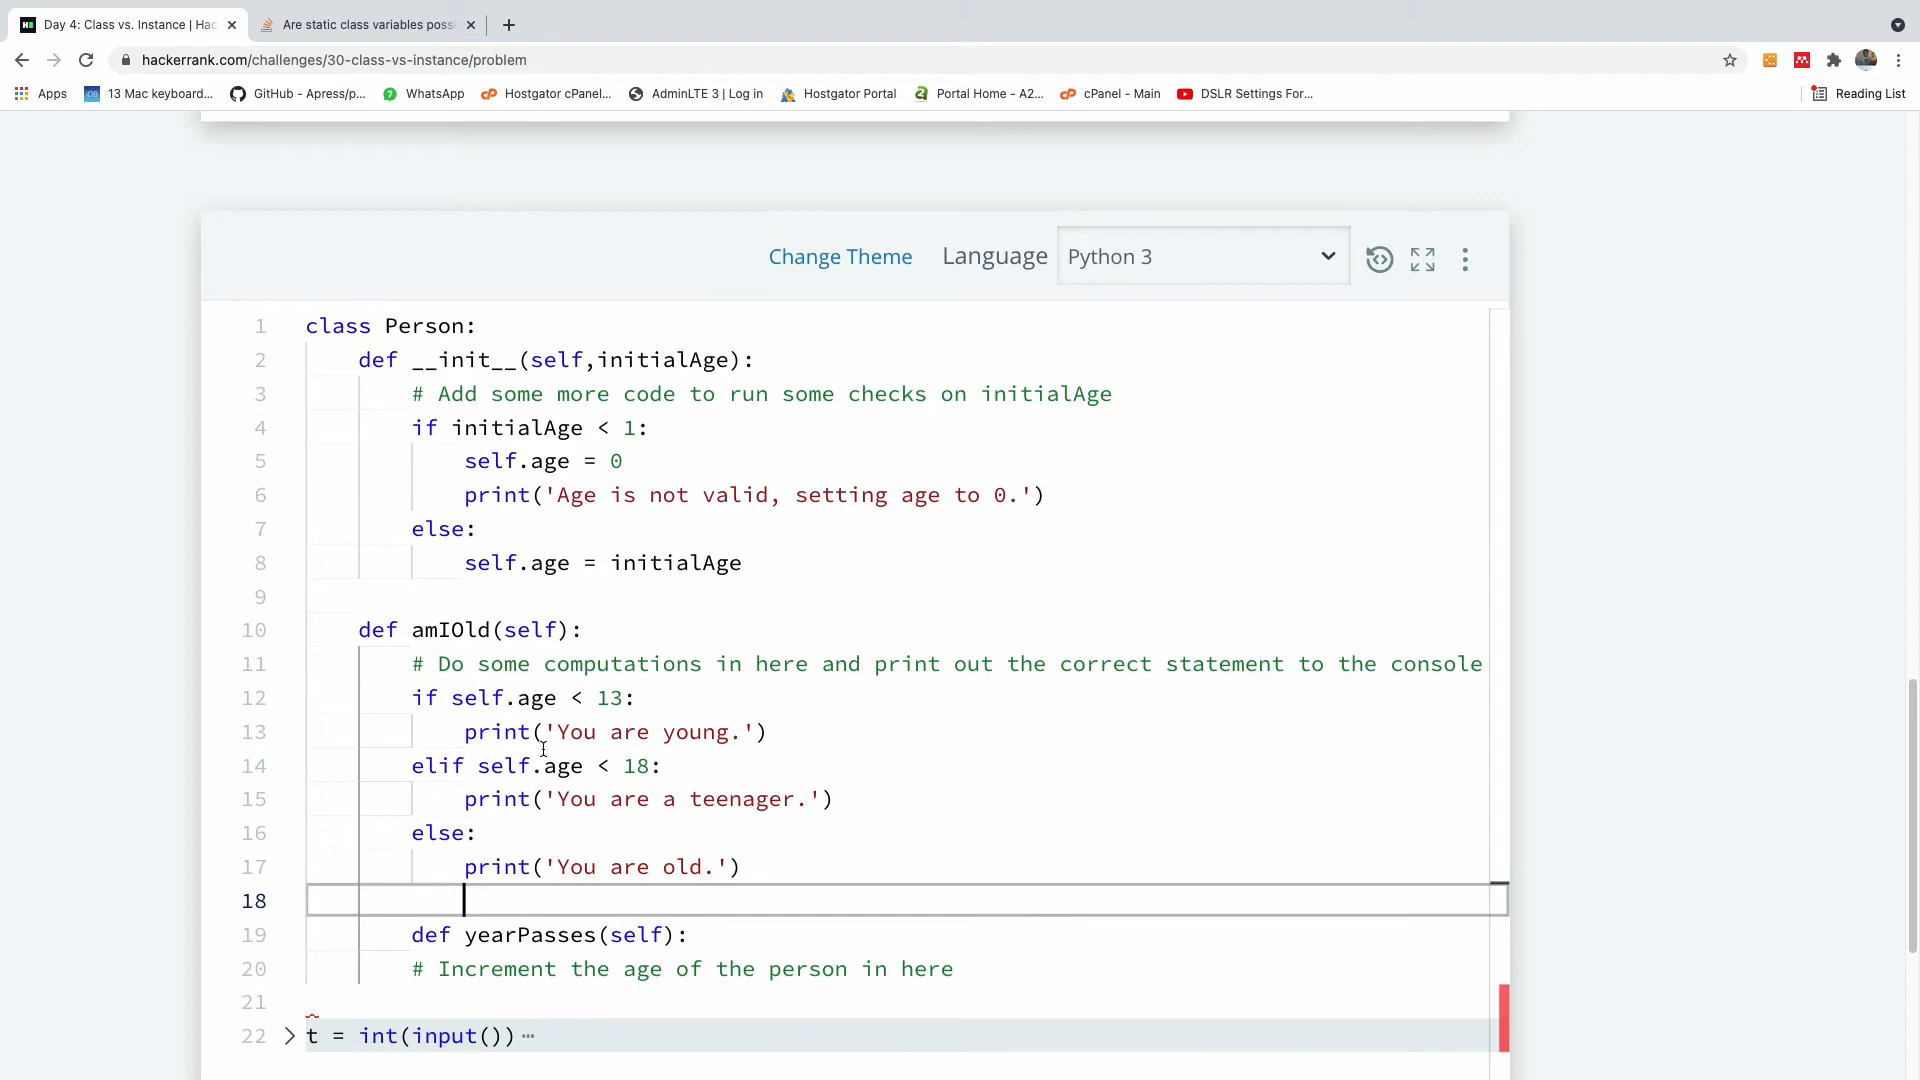 Day 4: Class vs. Instance | Hac
Are static class variables possi
hackerrank.com/challenges/30-class-vs-instance/problem
Apps
13 Mac keyboard...
GitHub - Apress/p...
WhatsApp
Hostgator cPanel...
AdminLTE 3 | Log in
Hostgator Portal
Portal Home - A2...
cPanel - Main
DSLR Settings For...
Reading List
Change Theme
Language
Python 3
1 class Person:
2 def __init__(self,initialAge):
3 # Add some more code to run some checks on initialAge
4 if initialAge < 1:
5 self.age = 0
6 print('Age is not valid, setting age to 0.')
7 else:
8 self.age = initialAge
9
10 def amIOld(self):
11 # Do some computations in here and print out the correct statement to the console
12 if self.age < 13:
13 print('You are young.')
14 elif self.age < 18:
15 print('You are a teenager.')
16 else:
17 print('You are old.')
18
19 def yearPasses(self):
20 # Increment the age of the person in here
21
22 t = int(input())